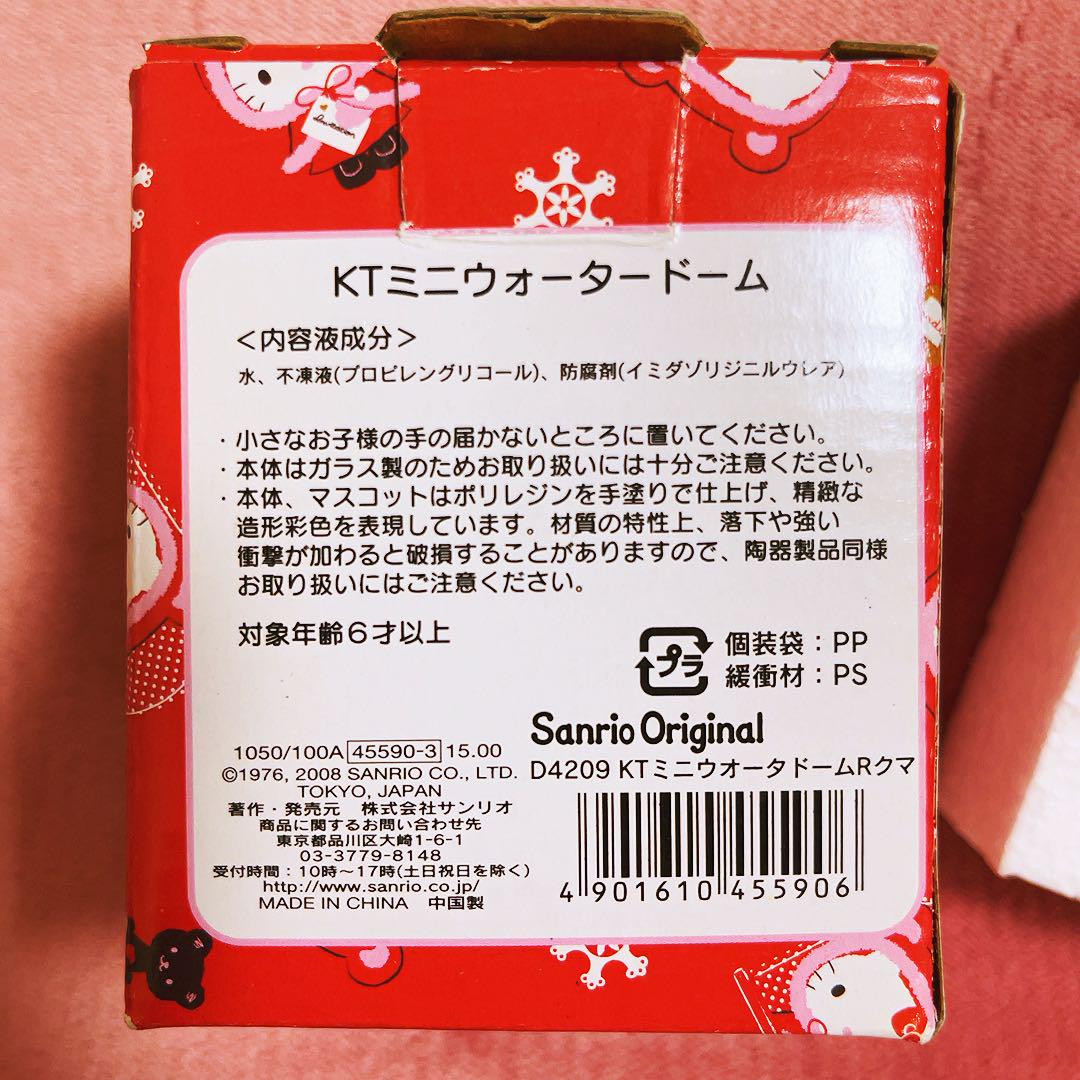 KTミニウォータードーム
＜内容液成分＞
水、不凍液(プロピレングリコール)、防腐剤(イミダゾリジニルウレア)
・小さなお子様の手の届かないところに置いてください。
・本体はガラス製のためお取り扱いには十分ご注意ください。
・本体、マスコットはポリレジンを手塗りで仕上げ、精緻な
造形彩色を表現しています。材質の特性上、落下や強い
衝撃が加わると破損することがありますので、陶器製品同様
お取り扱いにはご注意ください。
対象年齢6才以上
プラ
個装袋：PP
緩衝材：PS
Sanrio Original
1050/100A 45590-3 15.00
©1976, 2008 SANRIO CO., LTD.
TOKYO, JAPAN
著作・発売元 株式会社サンリオ
商品に関するお問い合わせ先
東京都品川区大崎1-6-1
03-3779-8148
受付時間：10時〜17時(土日祝日を除く)
http://www.sanrio.co.jp/
MADE IN CHINA 中国製
D4209 KTミニウオータドームRクマ
4 901610 455906